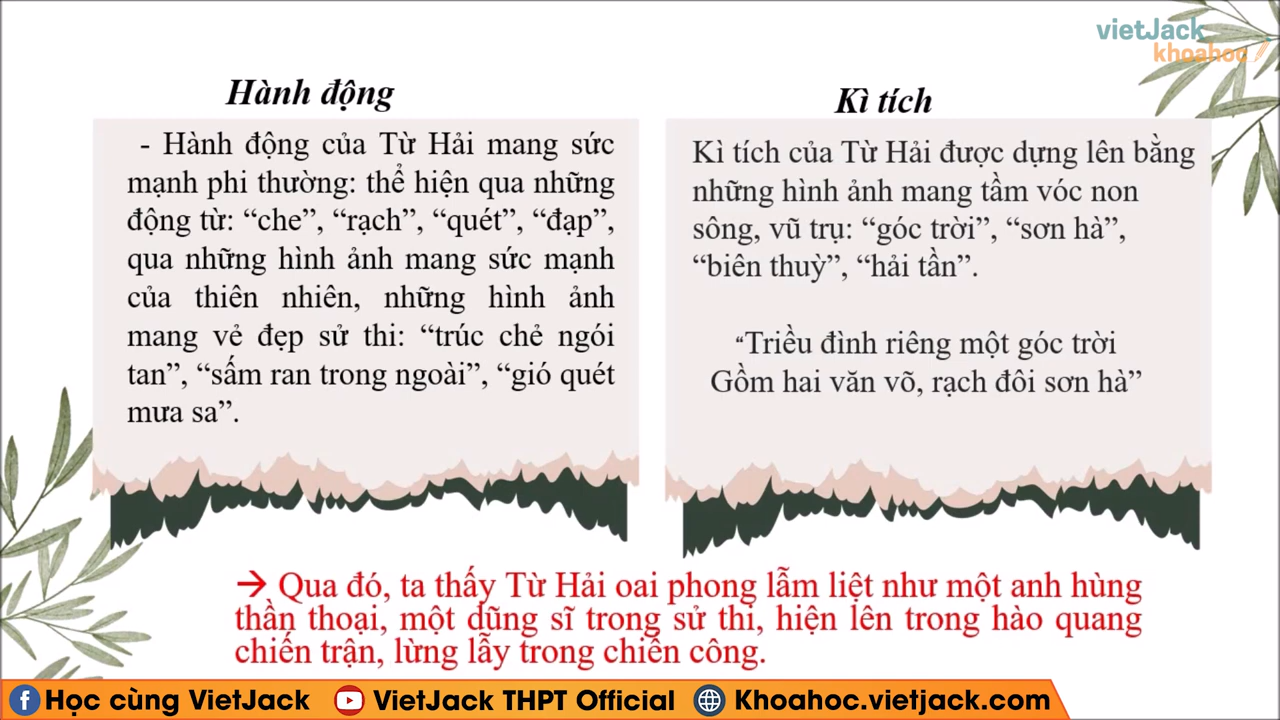 vietJack
khoahoc
Hành động
Kì tích
- Hành động của Từ Hải mang sức
mạnh phi thường: thể hiện qua những
động từ: “che”, “rạch”, “quét”, “đạp”,
qua những hình ảnh mang sức mạnh
của thiên nhiên, những hình ảnh
mang vẻ đẹp sử thi: “trúc chẻ ngói
tan”, “sấm ran trong ngoài”, “gió quét
mưa sa”.
Kì tích của Từ Hải được dựng lên bằng
những hình ảnh mang tầm vóc non
sông, vũ trụ: “góc trời”, “sơn hà”,
“biên thuỳ”, “hải tần”.
“Triều đình riêng một góc trời
Gồm hai văn võ, rạch đôi sơn hà”
→ Qua đó, ta thấy Từ Hải oai phong lẫm liệt như một anh hùng
thần thoại, một dũng sĩ trong sử thi, hiện lên trong hào quang
chiến trận, lừng lẫy trong chiến công.
Học cùng VietJack
VietJack THPT Official
Khoahoc.vietjack.com